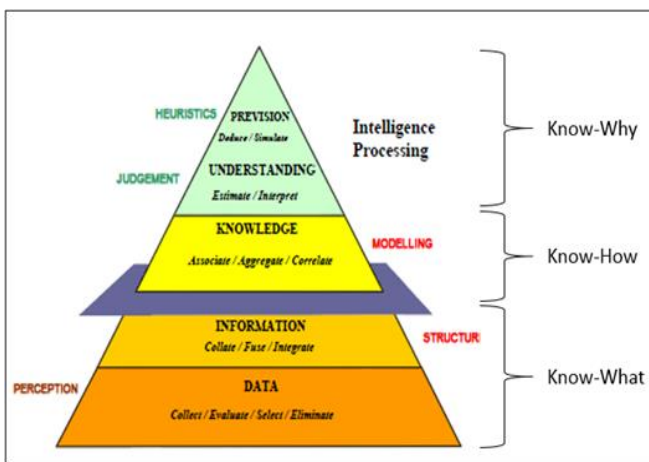 HEURISTICS
PREVISION
Deduce / Simulate
Intelligence
Processing
Know-Why
JUDGEMENT
UNDERSTANDING
Estimate / Interpret
KNOWLEDGE
MODELLING
Associate / Aggregate / Correlate
Know-How
INFORMATION
Collate / Fuse / Integrate
STRUCTURI
PERCEPTION
DATA
Know-What
Collect / Evaluate / Select / Eliminate